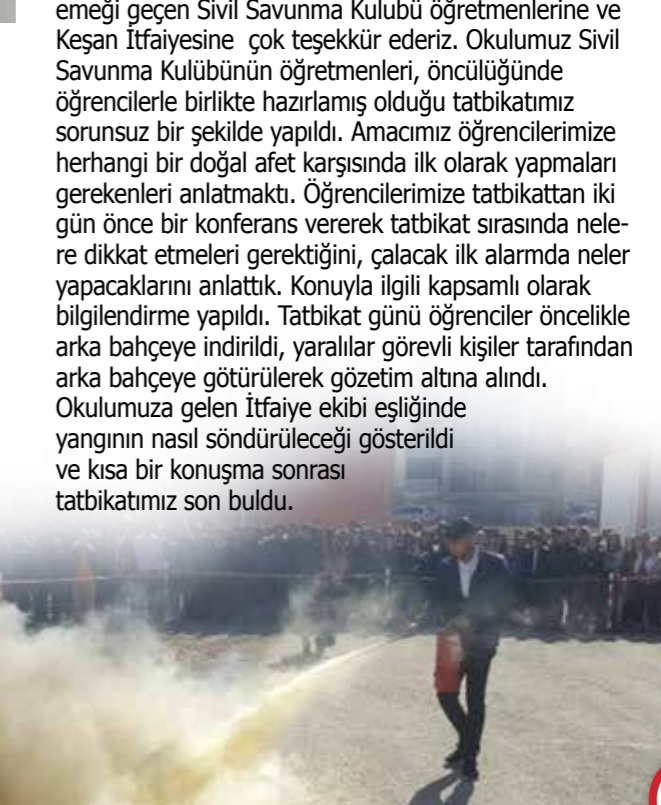 emeği geçen Sivil Savunma Kulübü öğretmenlerine ve
Keşan İtfaiyesine çok teşekkür ederiz. Okulumuz Sivil
Savunma Kulübünün öğretmenleri, öncülüğünde
öğrencilerle birlikte hazırlamış olduğu tatbikatımız
sorunsuz bir şekilde yapıldı. Amacımız öğrencilerimize
herhangi bir doğal afet karşısında ilk olarak yapmaları
gerekenleri anlatmaktı. Öğrencilerimize tatbikattan iki
gün önce bir konferans vererek tatbikat sırasında nele-
re dikkat etmeleri gerektiğini, çalacak ilk alarmda neler
yapacaklarını anlattık. Konuyla ilgili kapsamlı olarak
bilgilendirme yapıldı. Tatbikat günü öğrenciler öncelikle
arka bahçeye indirildi, yaralılar görevli kişiler tarafından
arka bahçeye götürülerek gözetim altına alındı.
Okulumuza gelen İtfaiye ekibi eşliğinde
yangının nasıl söndürüleceği gösterildi
ve kısa bir konuşma sonrası
tatbikatımız son buldu.